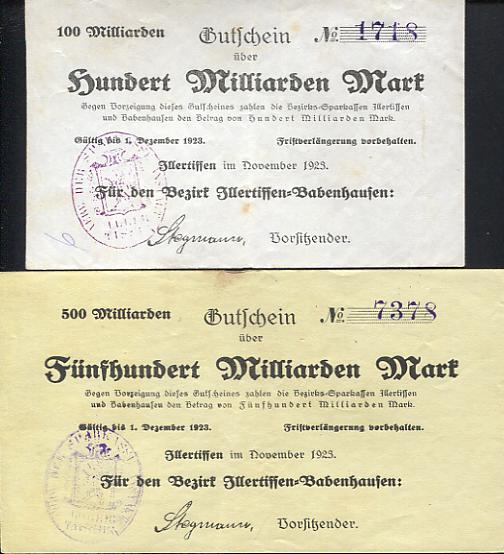 100 Milliarden Gutschein No. 1718
über
Hundert Milliarden Mark
Gegen Vorzeigung dieses Gutscheines zahlen die Bezirks-Sparkassen Illertissen
und Babenhausen den Betrag von Hundert Milliarden Mark.
Gültig bis 1. Dezember 1923. Fristverlängerung vorbehalten.
Illertissen im November 1923.
Für den Bezirk Illertissen-Babenhausen:
Stegmann, Vorsitzender.
500 Milliarden Gutschein No. 7378
über
Fünfhundert Milliarden Mark
Gegen Vorzeigung dieses Gutscheines zahlen die Bezirks-Sparkassen Illertissen
und Babenhausen den Betrag von Fünfhundert Milliarden Mark.
Gültig bis 1. Dezember 1923. Fristverlängerung vorbehalten.
Illertissen im November 1923.
Für den Bezirk Illertissen-Babenhausen:
Stegmann, Vorsitzender.